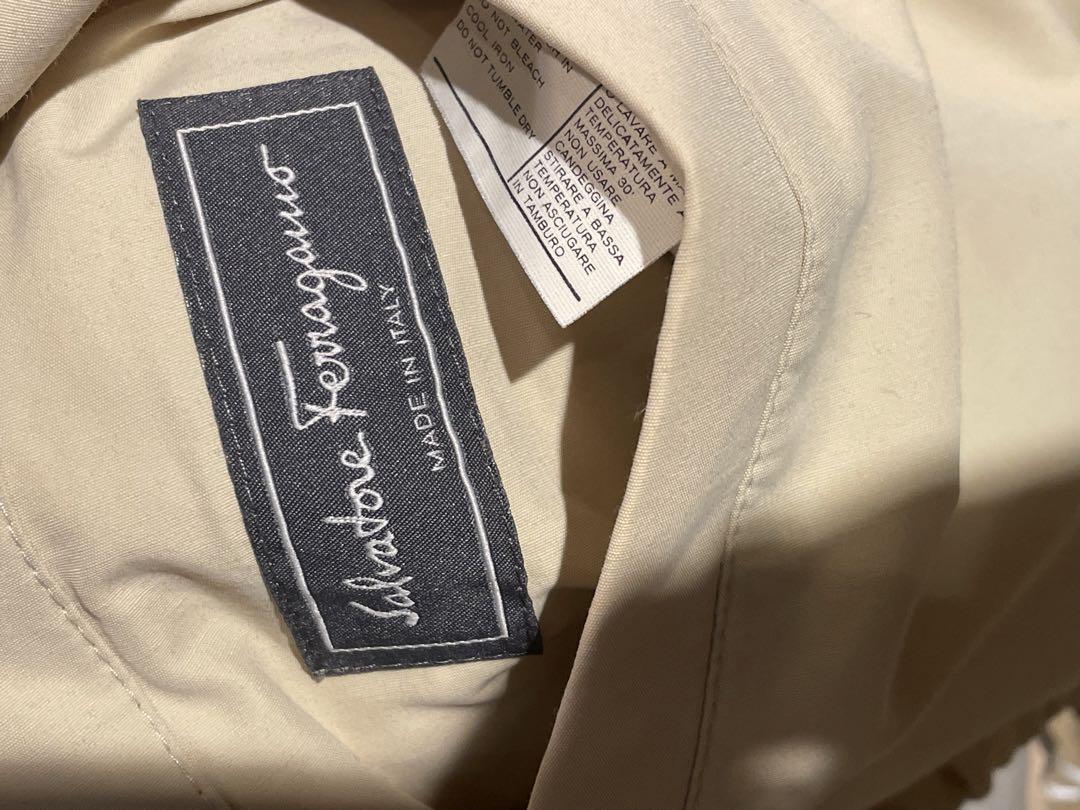 Salvatore Ferragamo
MADE IN ITALY
NOT BLEACH
COOL IRON
DO NOT TUMBLE DRY
LAVARE A
DELICATAMENTE A
TEMPERATURA
MASSIMA 30°
NON USARE
CANDEGGINA
STIRARE A BASSA
TEMPERATURA
NON ASCIUGARE
IN TAMBURO